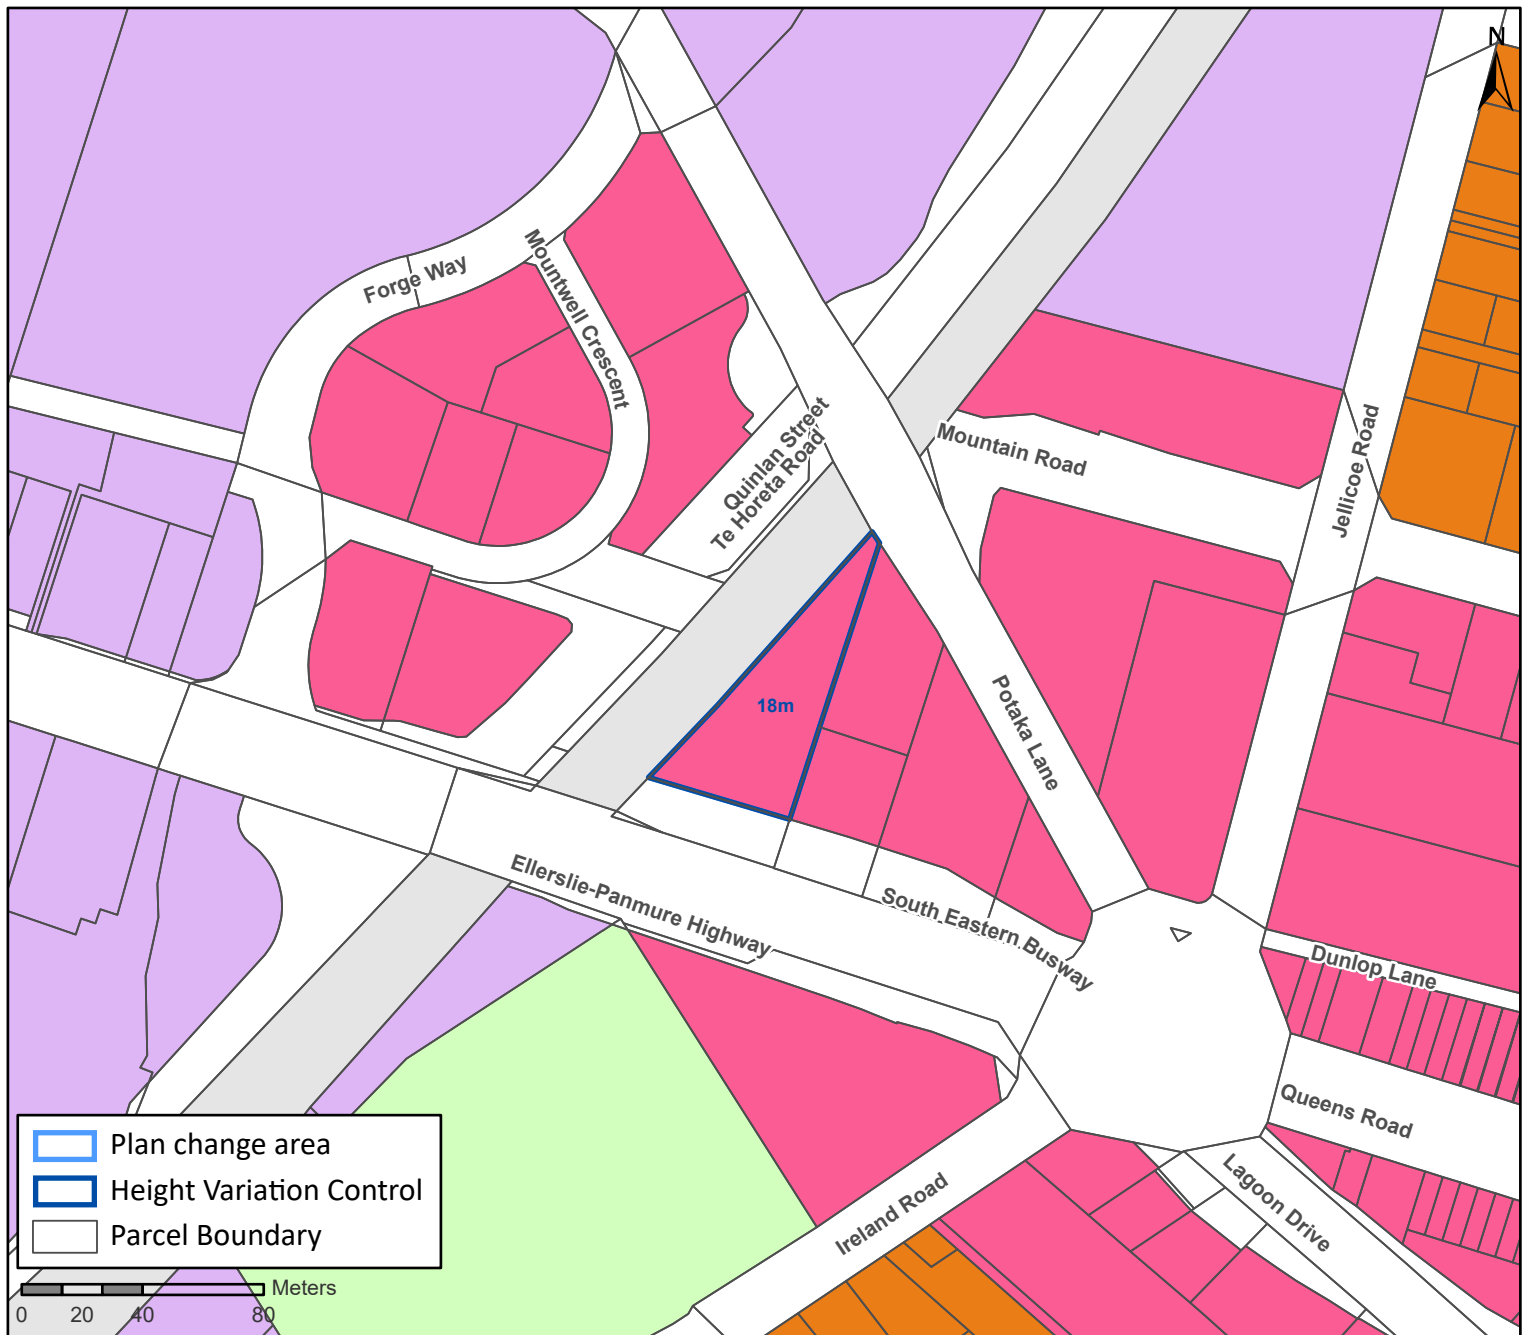 N
Forge Way
Mountwell Crescent
Quinlan Street
Te Horeta Road
Mountain Road
Jellicoe Road
18m
Potaka Lane
Ellerslie-Panmure Highway
South Eastern Busway
Dunlop Lane
Queens Road
Lagoon Drive
Ireland Road
Plan change area
Height Variation Control
Parcel Boundary
Meters
0 20 40 80